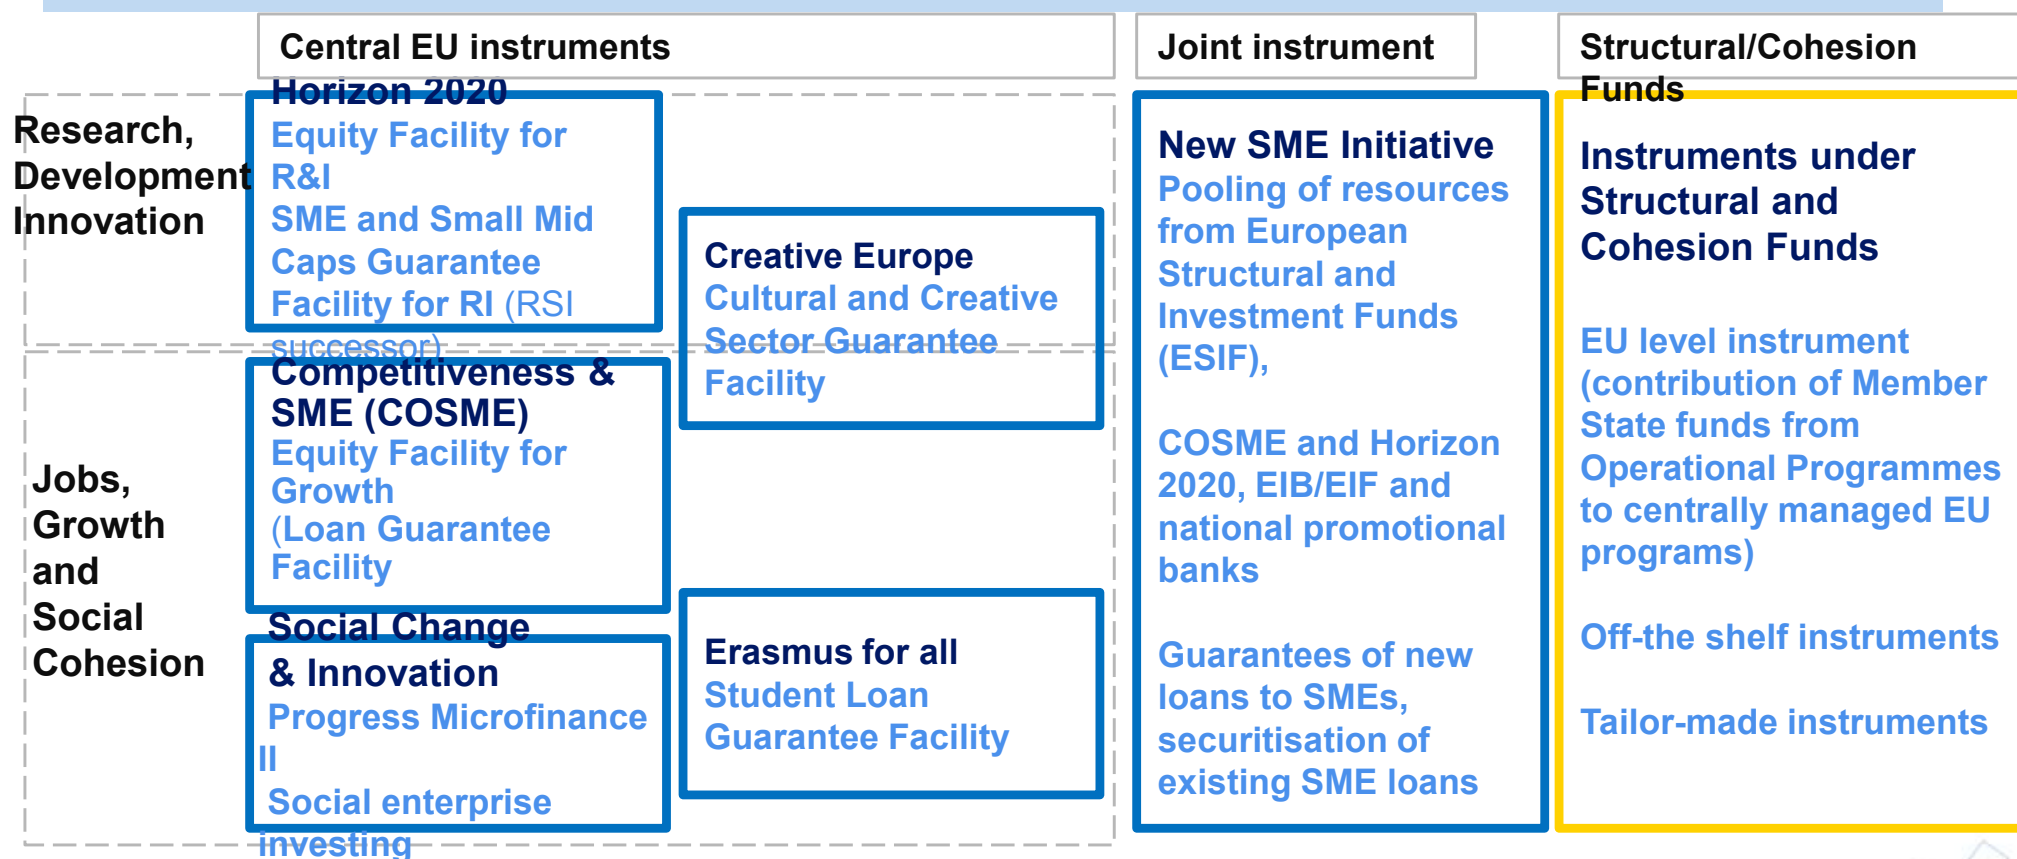 Central EU instruments
Joint instrument
Structural/Cohesion
Funds
Research,
Development
Innovation
Horizon 2020
Equity Facility for
R&I
SME and Small Mid
Caps Guarantee
Facility for RI (RSI
successor)
Creative Europe
Cultural and Creative
Sector Guarantee
Facility
Jobs,
Growth
and
Social
Cohesion
Competitiveness &
SME (COSME)
Equity Facility for
Growth
(Loan Guarantee
Facility
Social Change
& Innovation
Progress Microfinance
II
Social enterprise
investing
Erasmus for all
Student Loan
Guarantee Facility
New SME Initiative
Pooling of resources
from European
Structural and
Investment Funds
(ESIF),
COSME and Horizon
2020, EIB/EIF and
national promotional
banks
Guarantees of new
loans to SMEs,
securitisation of
existing SME loans
Instruments under
Structural and
Cohesion Funds
EU level instrument
(contribution of Member
State funds from
Operational Programmes
to centrally managed EU
programs)
Off-the shelf instruments
Tailor-made instruments